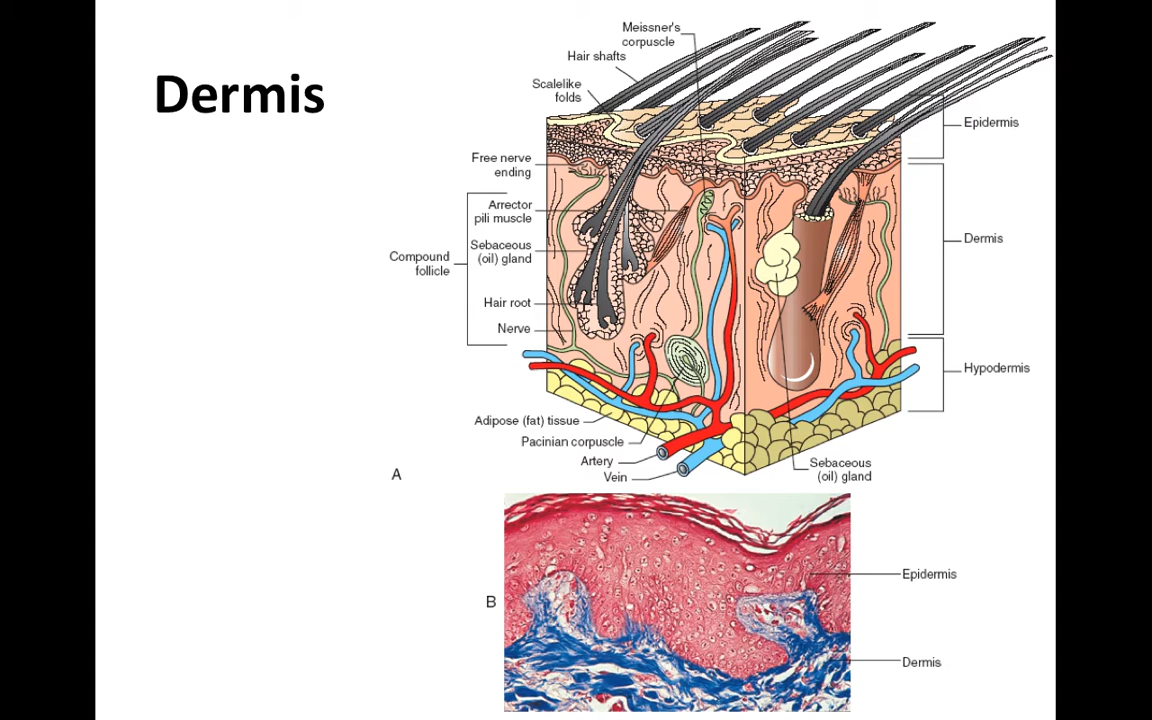 Dermis
Meissner's
corpuscle
Hair shafts
Scalelike
folds
Epidermis
Free nerve
ending
Arrector
pili muscle
Sebaceous
(oil) gland
Compound
follicle
Hair root
Nerve
Dermis
Hypodermis
Adipose (fat) tissue
Pacinian corpuscle
Artery
Vein
Sebaceous
(oil) gland
A
B
Epidermis
Dermis